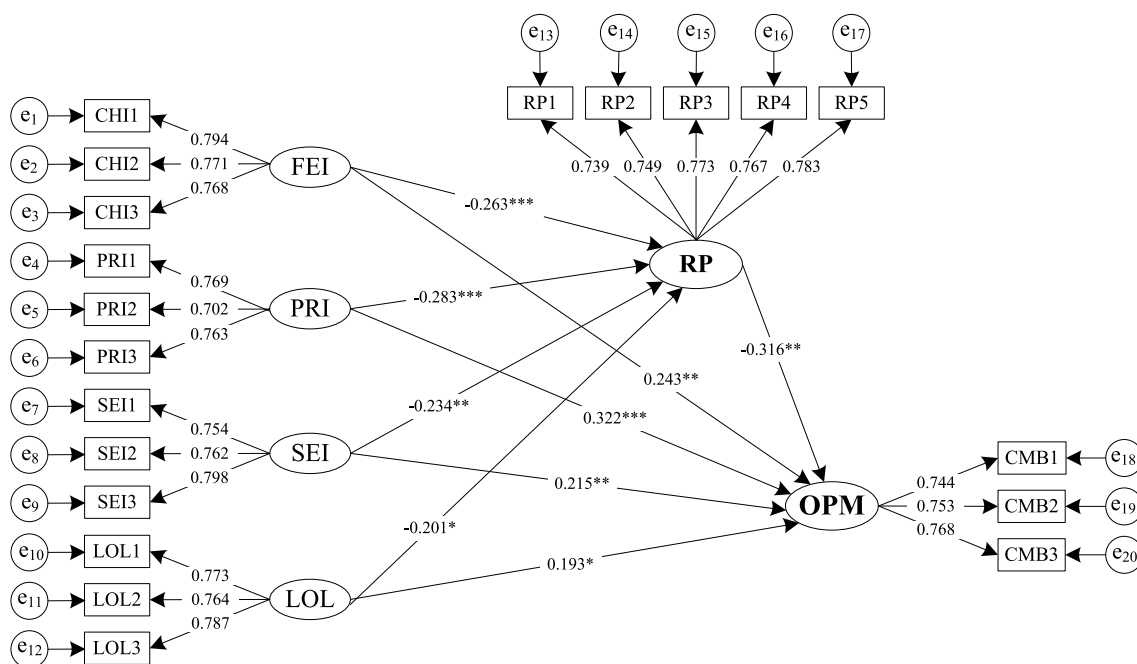 e13 e14 e15 e16 e17
RP1 RP2 RP3 RP4 RP5
0.739 0.749 0.773 0.767 0.783
e1 CHI1 0.794
e2 CHI2 0.771 FEI
e3 CHI3 0.768
-0.263***
RP
e4 PRI1 0.769
e5 PRI2 0.702 PRI
e6 PRI3 0.763
-0.283***
-0.316**
0.243**
e7 SEI1 0.754
e8 SEI2 0.762 SEI
e9 SEI3 0.798
-0.234**
0.322***
0.215**
OPM
0.744 CMB1 e18
0.753 CMB2 e19
0.768 CMB3 e20
-0.201*
0.193*
e10 LOL1 0.773
e11 LOL2 0.764 LOL
e12 LOL3 0.787